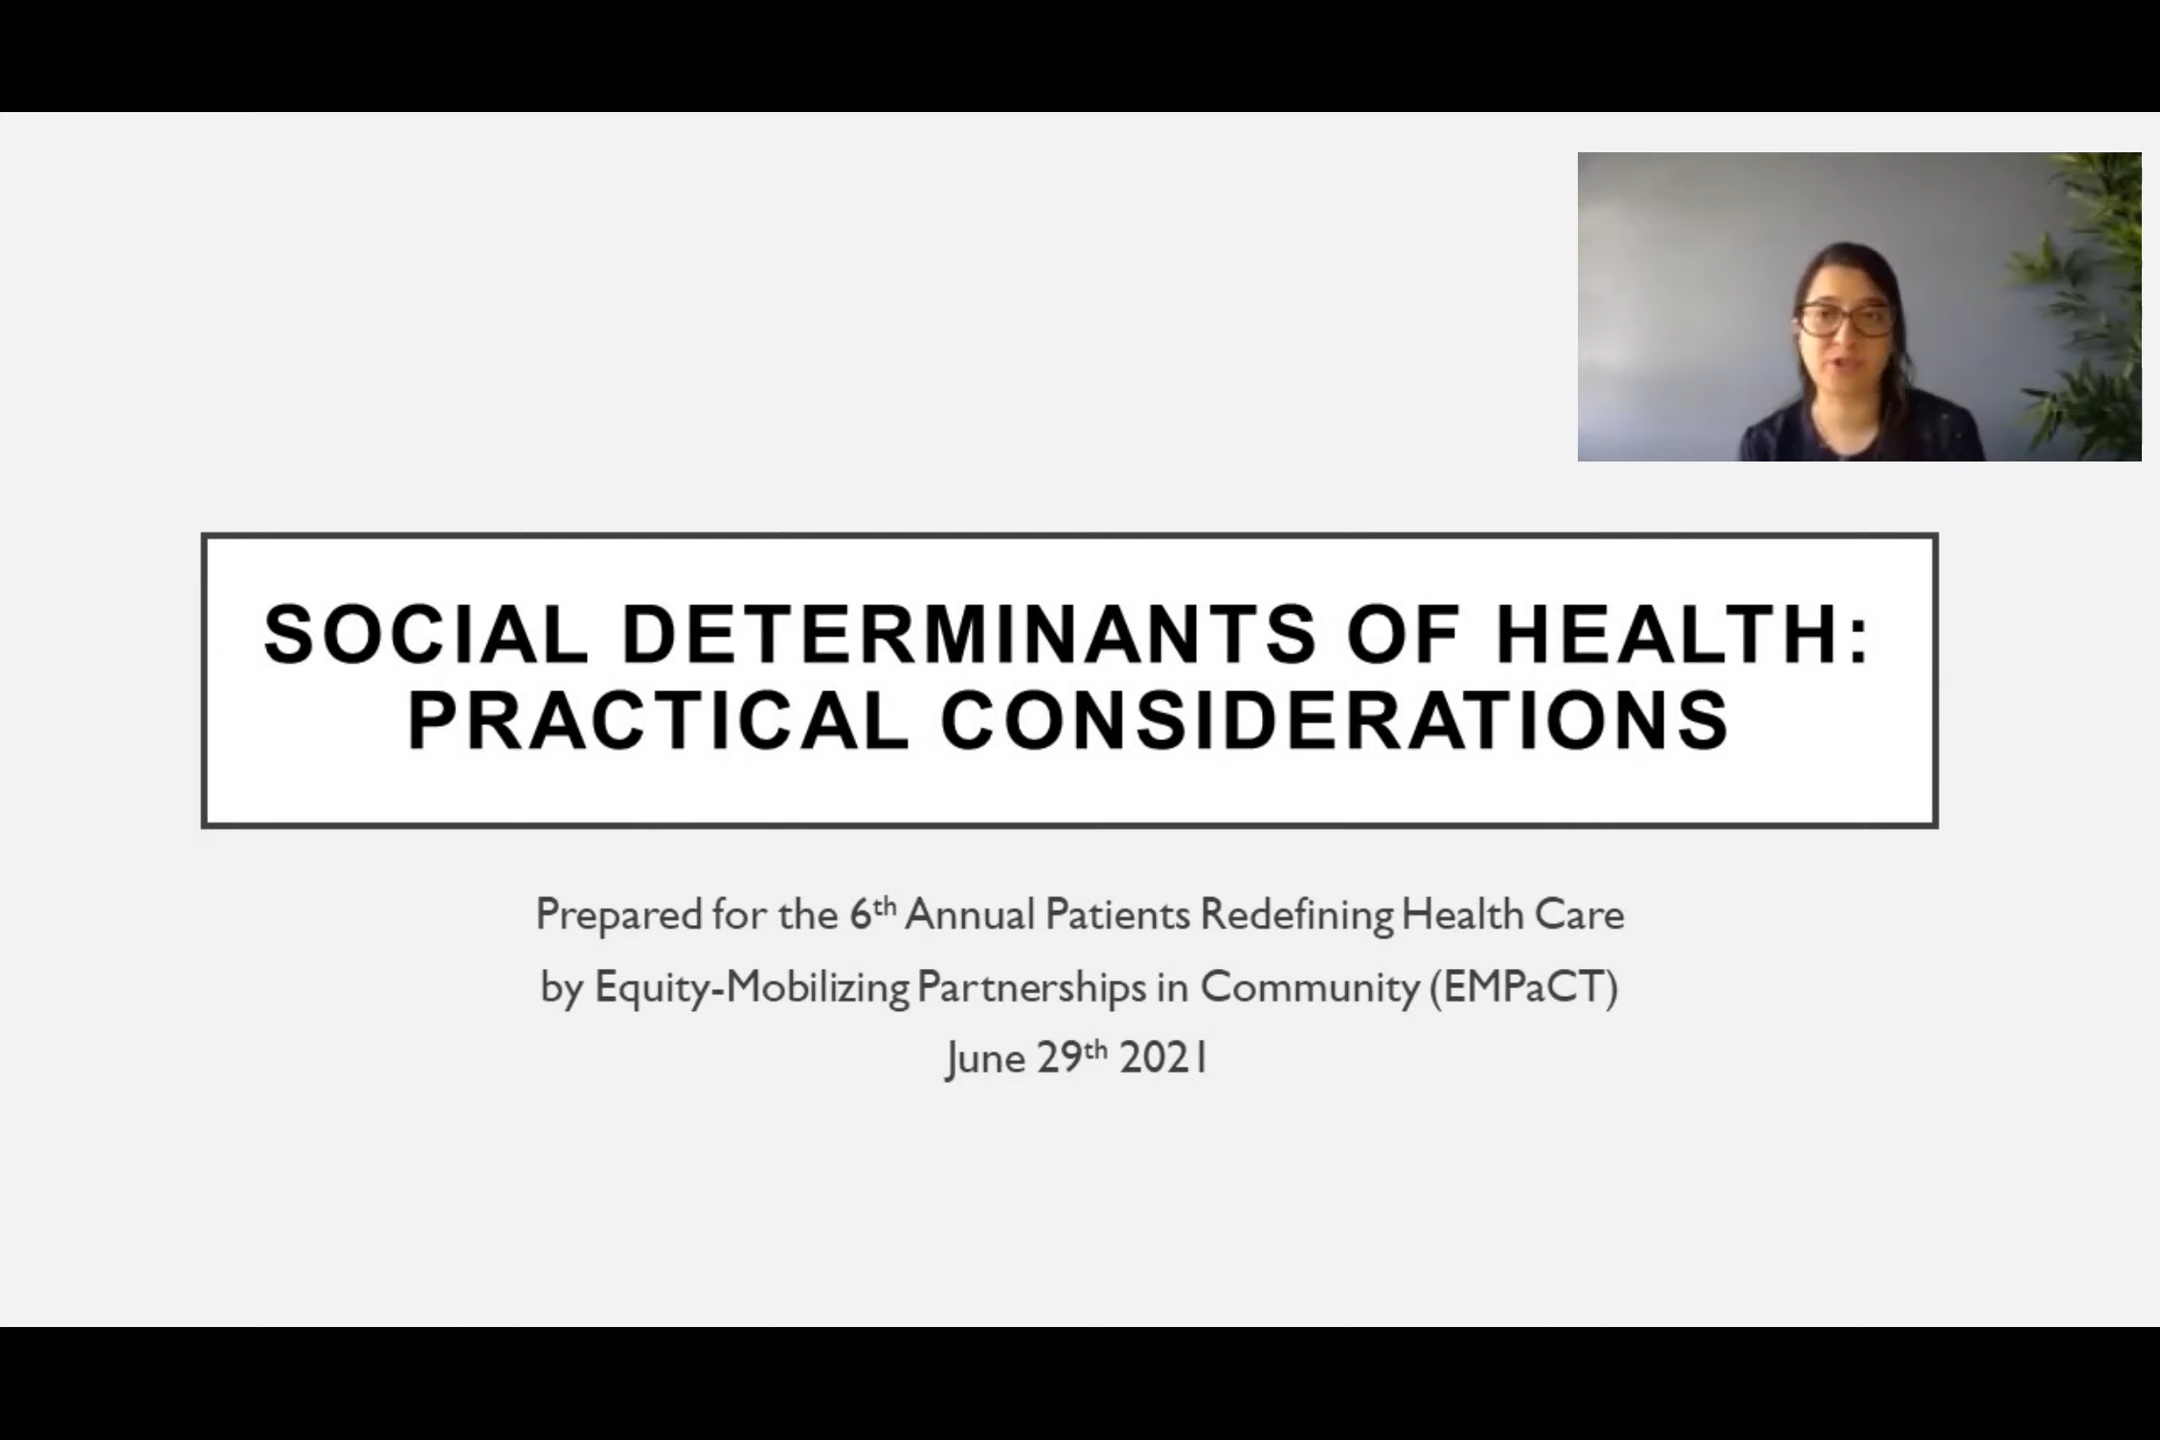 SOCIAL DETERMINANTS OF HEALTH:
PRACTICAL CONSIDERATIONS
Prepared for the 6th Annual Patients Redefining Health Care
by Equity-Mobilizing Partnerships in Community (EMPaCT)
June 29th 2021